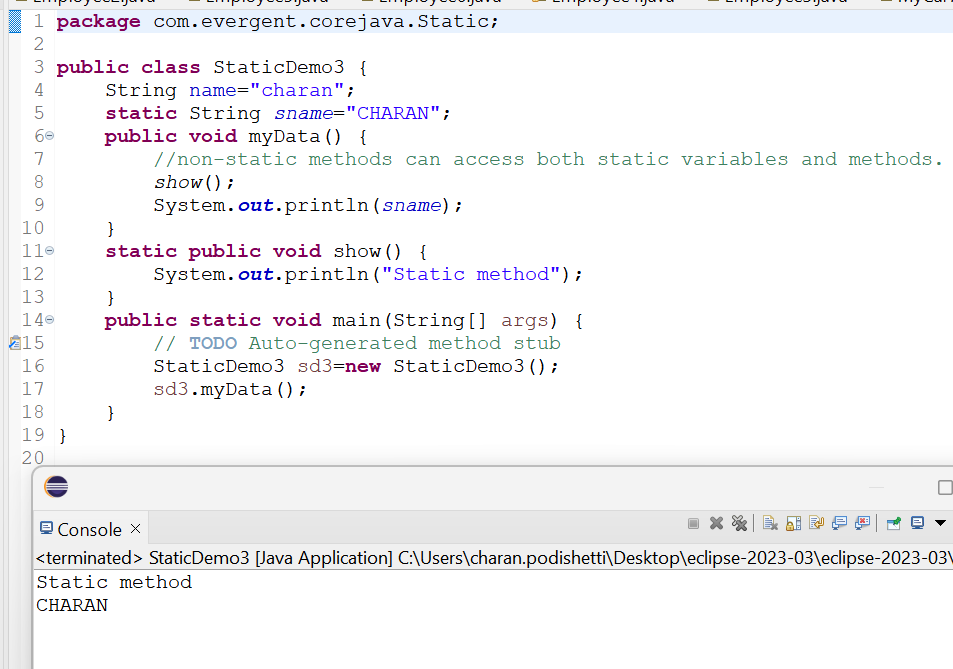 1 package com.evergent.corejava.Static;
2
3 public class StaticDemo3 {
4 String name="charan";
5 static String sname="CHARAN";
6 public void myData() {
7 //non-static methods can access both static variables and methods.
8 show();
9 System.out.println(sname);
10 }
11 static public void show() {
12 System.out.println("Static method");
13 }
14 public static void main(String[] args) {
15 // TODO Auto-generated method stub
16 StaticDemo3 sd3=new StaticDemo3();
17 sd3.myData();
18 }
19 }
20
Console
<terminated> StaticDemo3 [Java Application] C:\Users\charan.podishetti\Desktop\eclipse-2023-03\eclipse-2023-03\
Static method
CHARAN